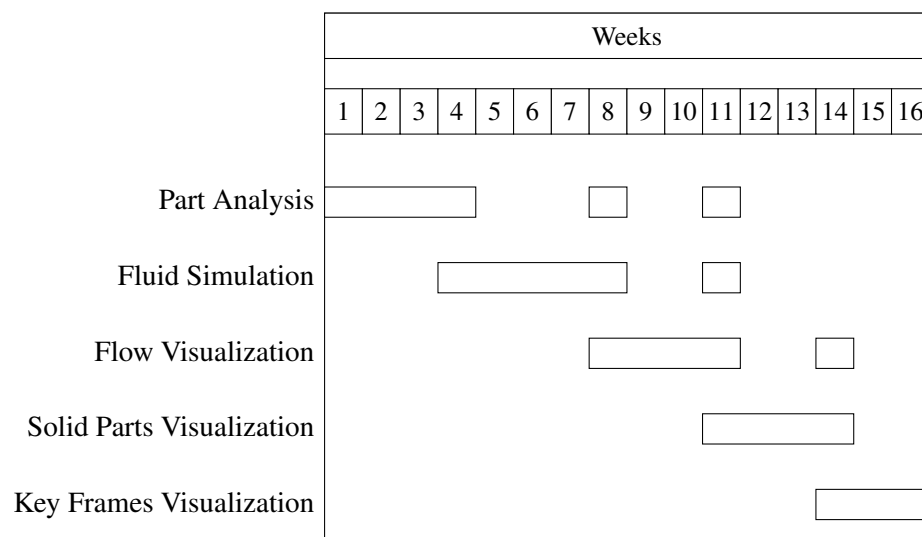 Weeks
1 2 3 4 5 6 7 8 9 10 11 12 13 14 15 16
Part Analysis
Fluid Simulation
Flow Visualization
Solid Parts Visualization
Key Frames Visualization